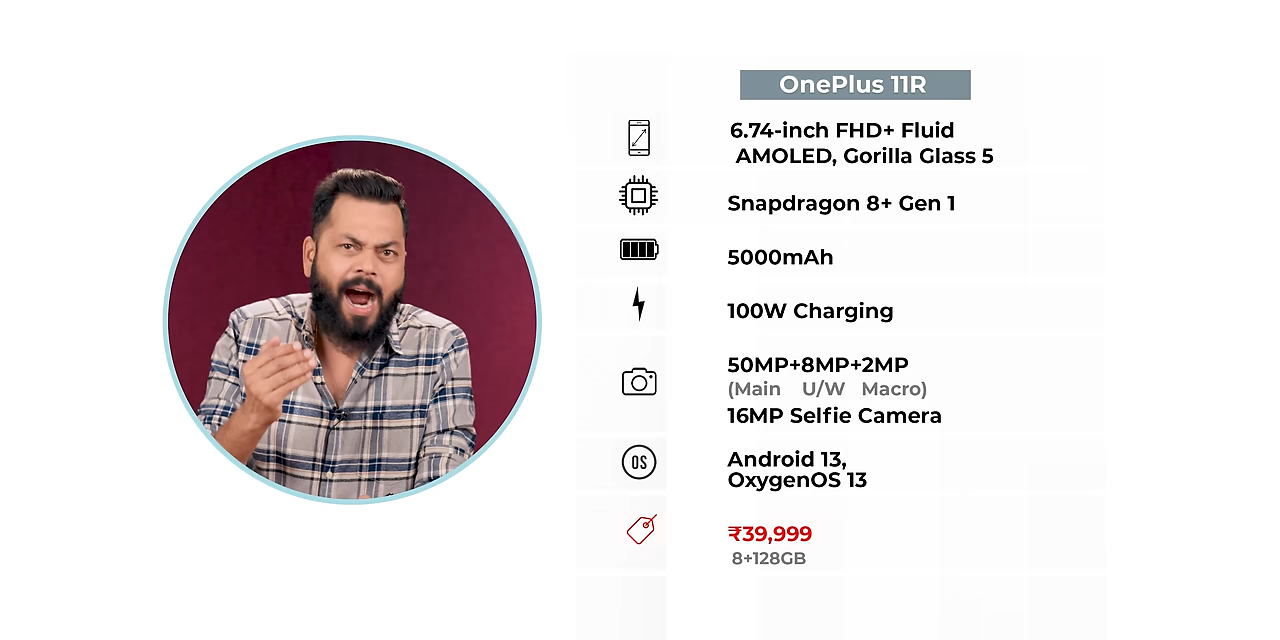 OnePlus 11R
6.74-inch FHD+ Fluid
AMOLED, Gorilla Glass 5
Snapdragon 8+ Gen 1
5000mAh
100W Charging
50MP+8MP+2MP
(Main U/W Macro)
16MP Selfie Camera
OS
Android 13,
OxygenOS 13
₹39,999
8+128GB